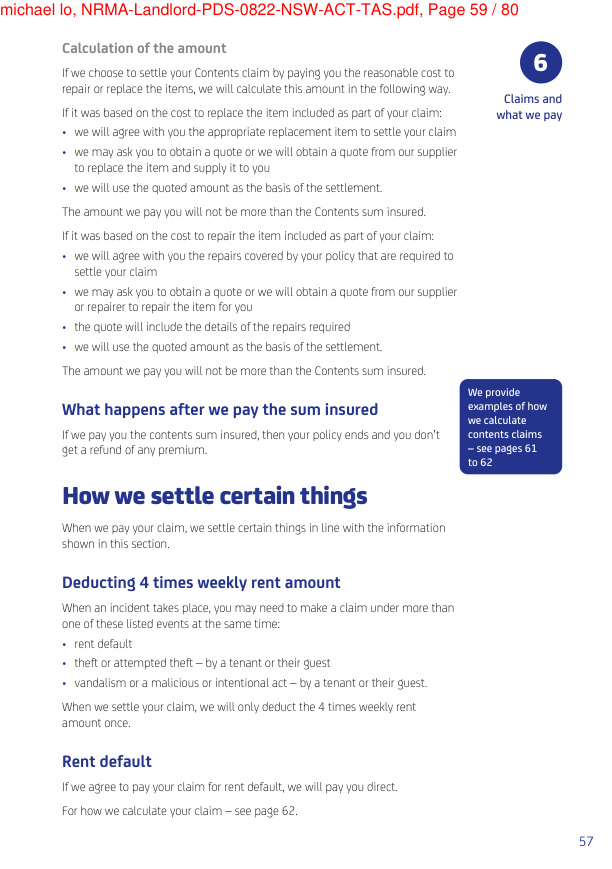 michael lo, NRMA-Landlord-PDS-0822-NSW-ACT-TAS.pdf, Page 59 / 80
6
Claims and
what we pay
Calculation of the amount
If we choose to settle your Contents claim by paying you the reasonable cost to
repair or replace the items, we will calculate this amount in the following way.
If it was based on the cost to replace the item included as part of your claim:
• we will agree with you the appropriate replacement item to settle your claim
• we may ask you to obtain a quote or we will obtain a quote from our supplier
to replace the item and supply it to you
• we will use the quoted amount as the basis of the settlement.
The amount we pay you will not be more than the Contents sum insured.
If it was based on the cost to repair the item included as part of your claim:
• we will agree with you the repairs covered by your policy that are required to
settle your claim
• we may ask you to obtain a quote or we will obtain a quote from our supplier
or repairer to repair the item for you
• the quote will include the details of the repairs required
• we will use the quoted amount as the basis of the settlement.
The amount we pay you will not be more than the Contents sum insured.
We provide
examples of how
we calculate
contents claims
– see pages 61
to 62
What happens after we pay the sum insured
If we pay you the contents sum insured, then your policy ends and you don't
get a refund of any premium.
How we settle certain things
When we pay your claim, we settle certain things in line with the information
shown in this section.
Deducting 4 times weekly rent amount
When an incident takes place, you may need to make a claim under more than
one of these listed events at the same time:
• rent default
• theft or attempted theft – by a tenant or their guest
• vandalism or a malicious or intentional act – by a tenant or their guest.
When we settle your claim, we will only deduct the 4 times weekly rent
amount once.
Rent default
If we agree to pay your claim for rent default, we will pay you direct.
For how we calculate your claim – see page 62.
57